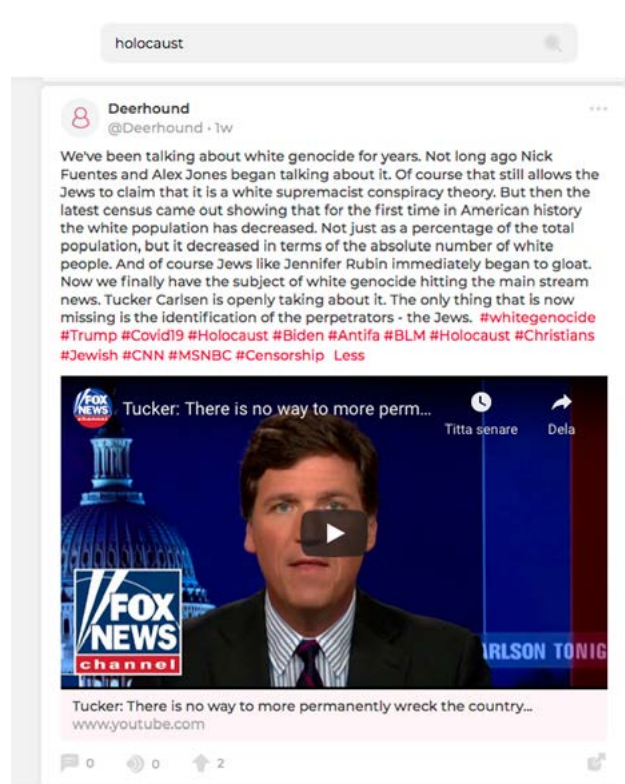 holocaust
Deerhound
@Deerhound • 1w
We've been talking about white genocide for years. Not long ago Nick
Fuentes and Alex Jones began talking about it. Of course that still allows the
Jews to claim that it is a white supremacist conspiracy theory. But then the
latest census came out showing that for the first time in American history
the white population has decreased. Not just as a percentage of the total
population, but it decreased in terms of the absolute number of white
people. And of course Jews like Jennifer Rubin immediately began to gloat.
Now we finally have the subject of white genocide hitting the main stream
news. Tucker Carlsen is openly taking about it. The only thing that is now
missing is the identification of the perpetrators - the Jews. #whitegenocide
#Trump #Covid19 #Holocaust #Biden #Antifa #BLM #Holocaust #Christians
#Jewish #CNN #MSNBC #Censorship Less
FOX
NEWS
channel
Tucker: There is no way to more perm...
Titta senare
Dela
FOX
NEWS
channel
ARLSON TONIG
Tucker: There is no way to more permanently wreck the country...
www.youtube.com
0
0
2